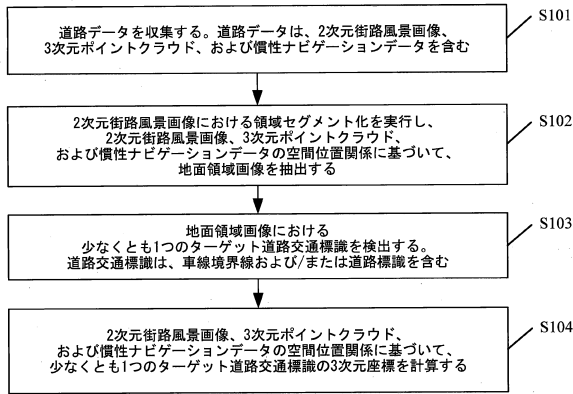 道路データを収集する。道路データは、2次元街路風景画像、
3次元ポイントクラウド、および慣性ナビゲーションデータを含む
S101
2次元街路風景画像における領域セグメント化を実行し、
2次元街路風景画像、3次元ポイントクラウド、
および慣性ナビゲーションデータの空間位置関係に基づいて、
地面領域画像を抽出する
S102
地面領域画像における
少なくとも1つのターゲット道路交通標識を検出する。
道路交通標識は、車線境界線および/または道路標識を含む
S103
2次元街路風景画像、3次元ポイントクラウド、
および慣性ナビゲーションデータの空間位置関係に基づいて、
少なくとも1つのターゲット道路交通標識の3次元座標を計算する
S104